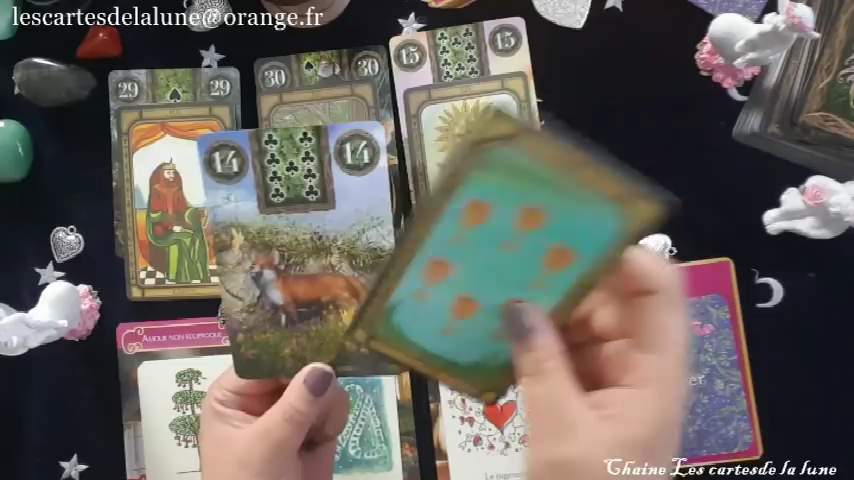 lescartesdelalune@orange.fr
29 29
30 30
15 15
14 14
AMOUR NON RÉCIPROQUE
Chaine Les cartesde la lune